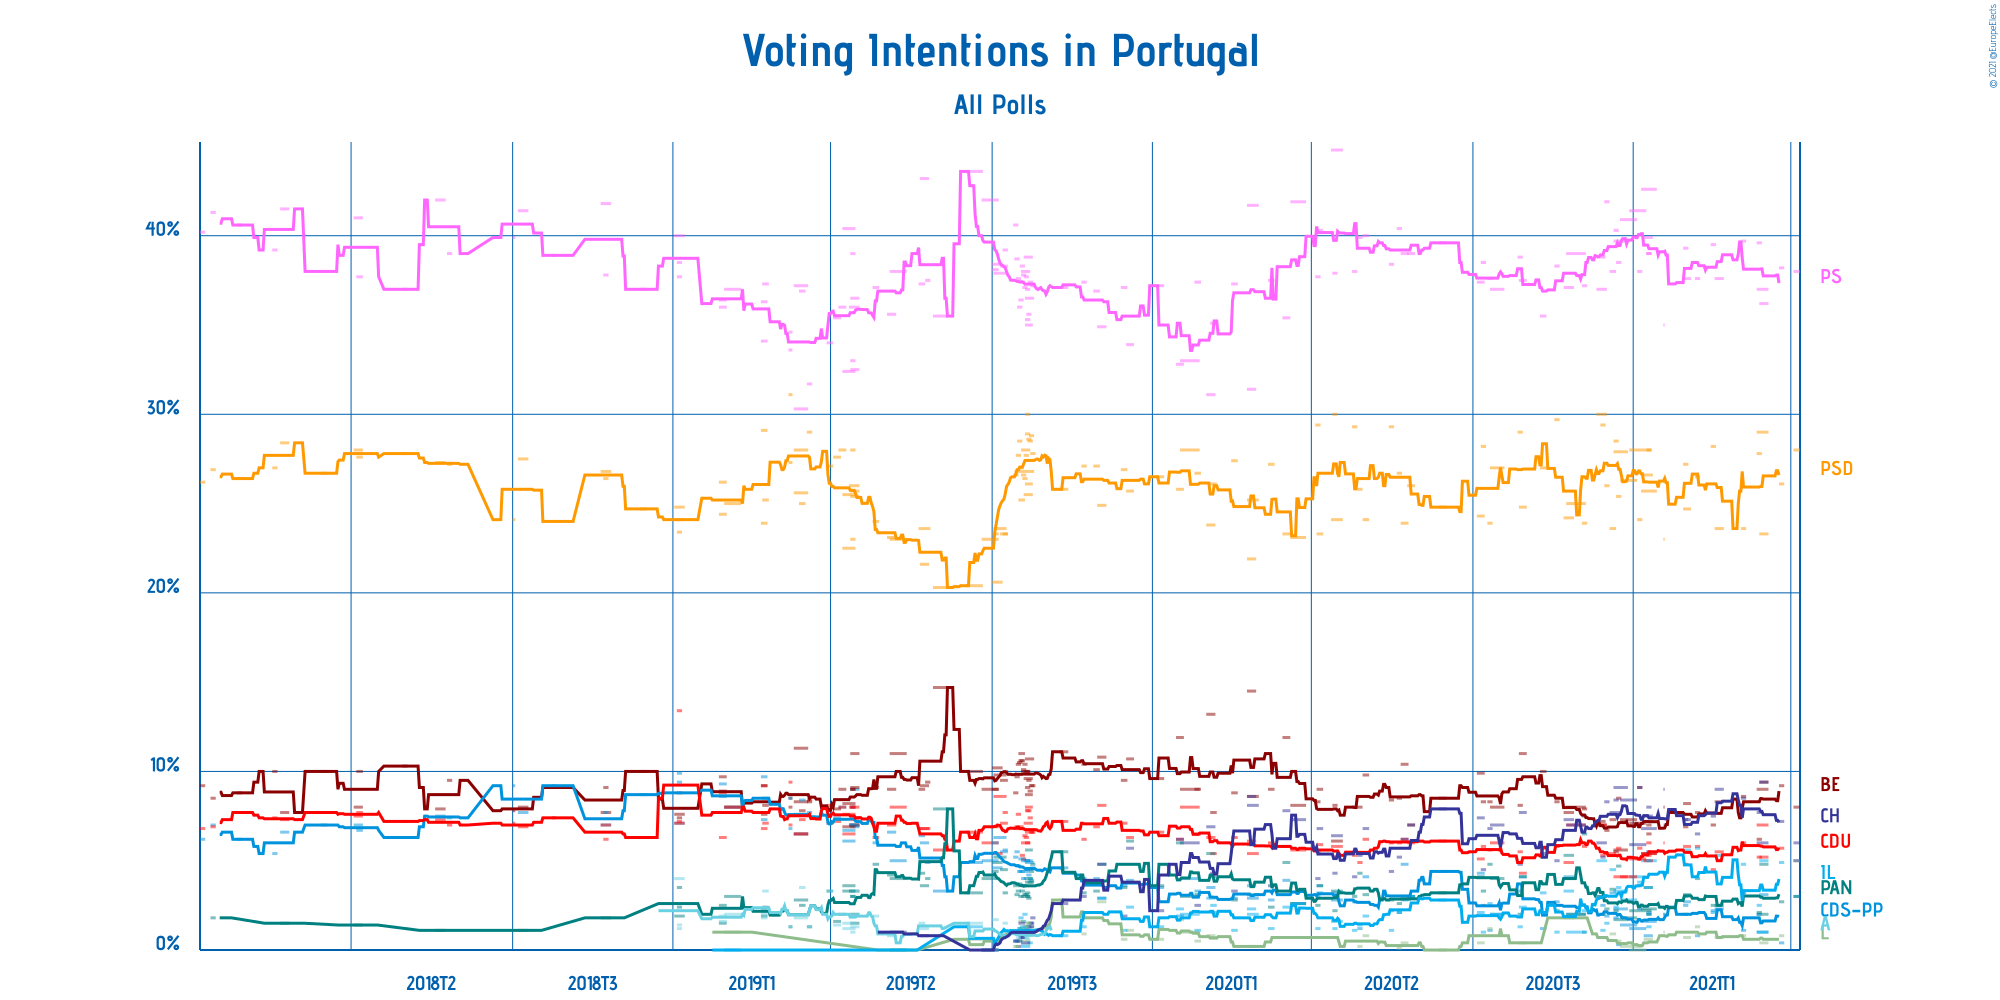 © 2021 @EuropeElects
Voting Intentions in Portugal
All Polls
40%
30%
20%
10%
0%
PS
PSD
BE
CH
CDU
IL
PAN
CDS-PP
A
L
2018T2 2018T3 2019T1 2019T2 2019T3 2020T1 2020T2 2020T3 2021T1